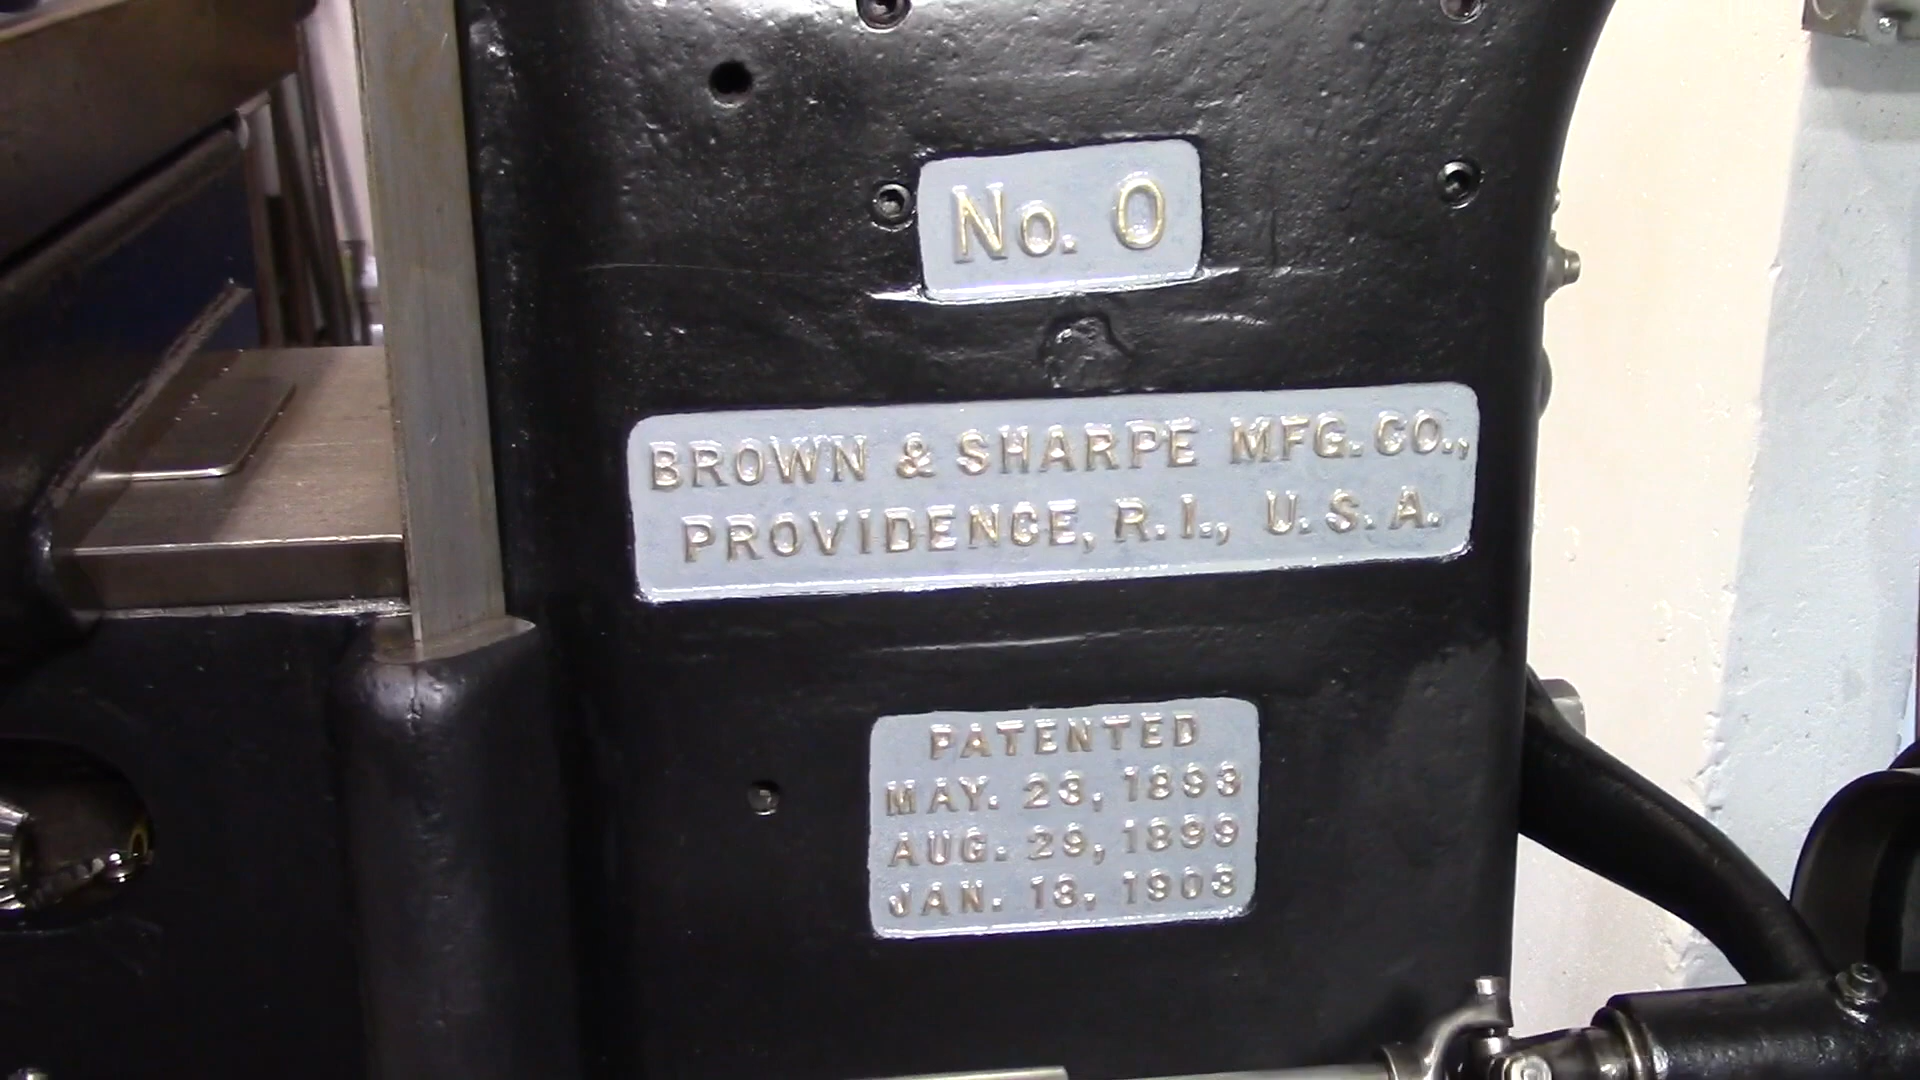 No. 0
BROWN & SHARPE MFG. CO.,
PROVIDENCE, R. I., U. S. A.
PATENTED
MAY. 23, 1893
AUG. 29, 1899
JAN. 13, 1903